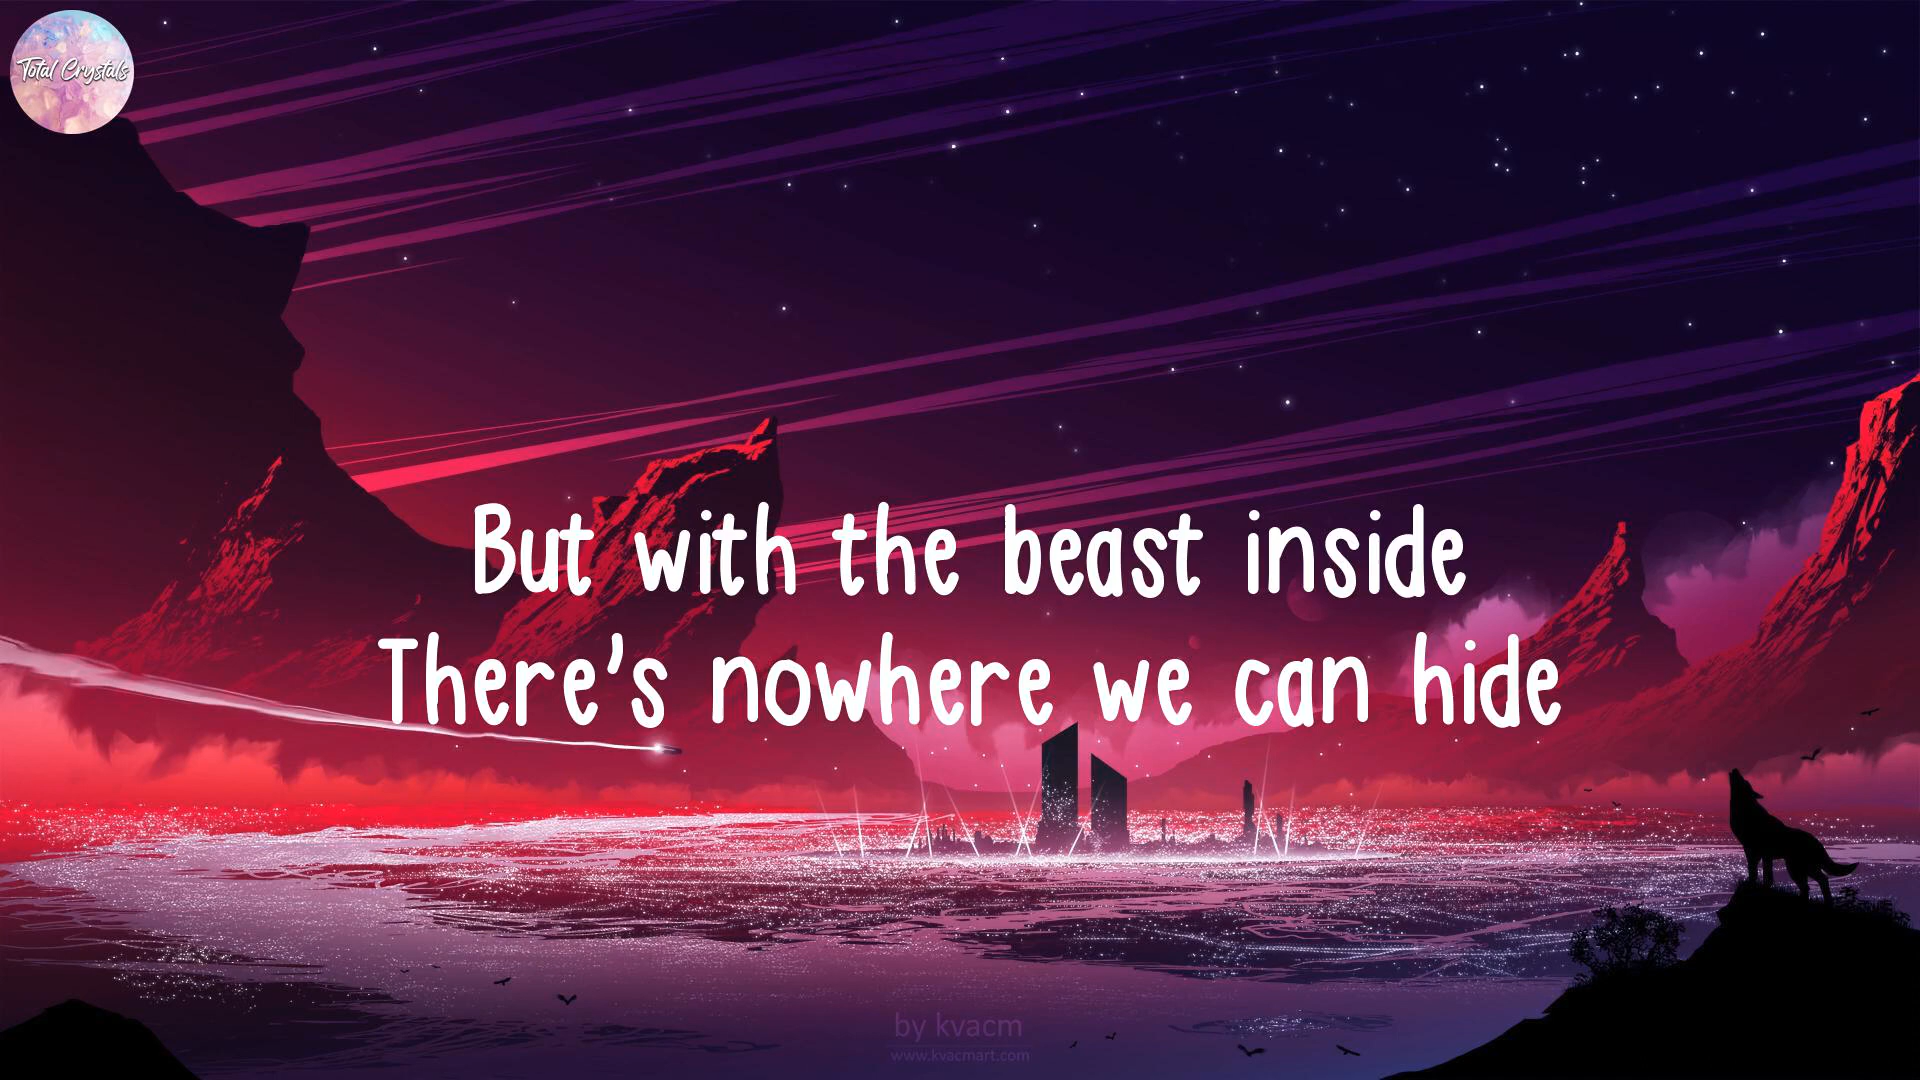 Total Crystals
But with the beast inside
There's nowhere we can hide
by kvacm
www.kvacmart.com